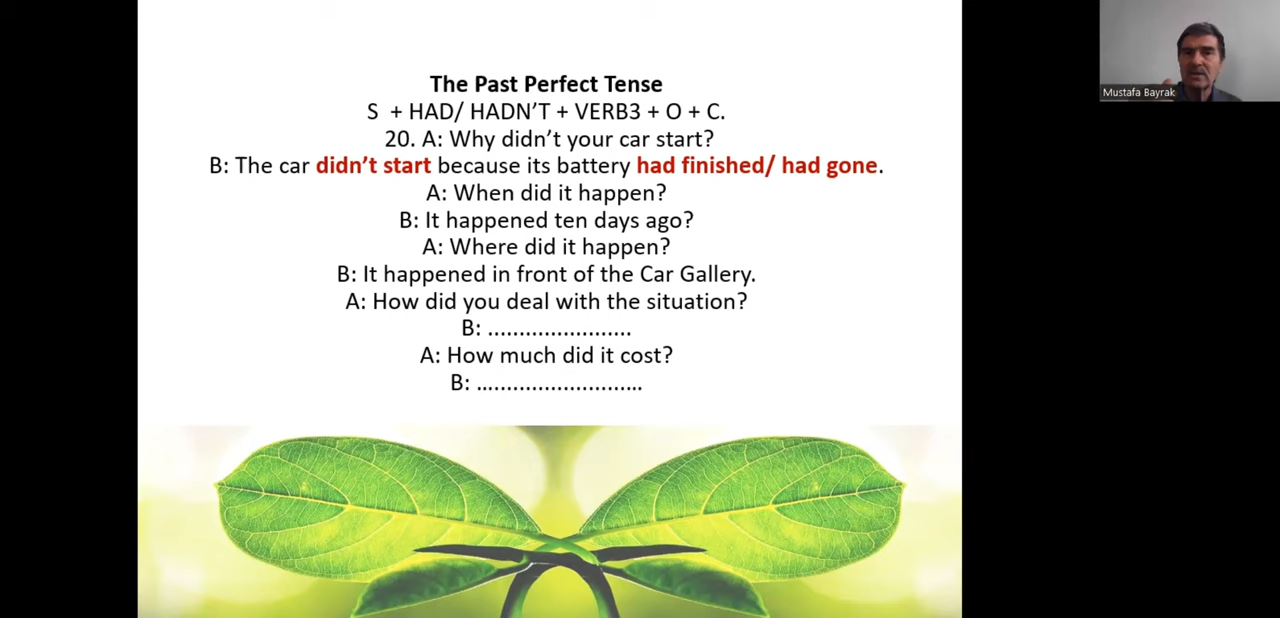 The Past Perfect Tense
S + HAD/ HADN'T + VERB3 + O + C.
20. A: Why didn't your car start?
B: The car didn't start because its battery had finished/ had gone.
A: When did it happen?
B: It happened ten days ago?
A: Where did it happen?
B: It happened in front of the Car Gallery.
A: How did you deal with the situation?
B: ......................
A: How much did it cost?
B: …......................…
Mustafa Bayrak